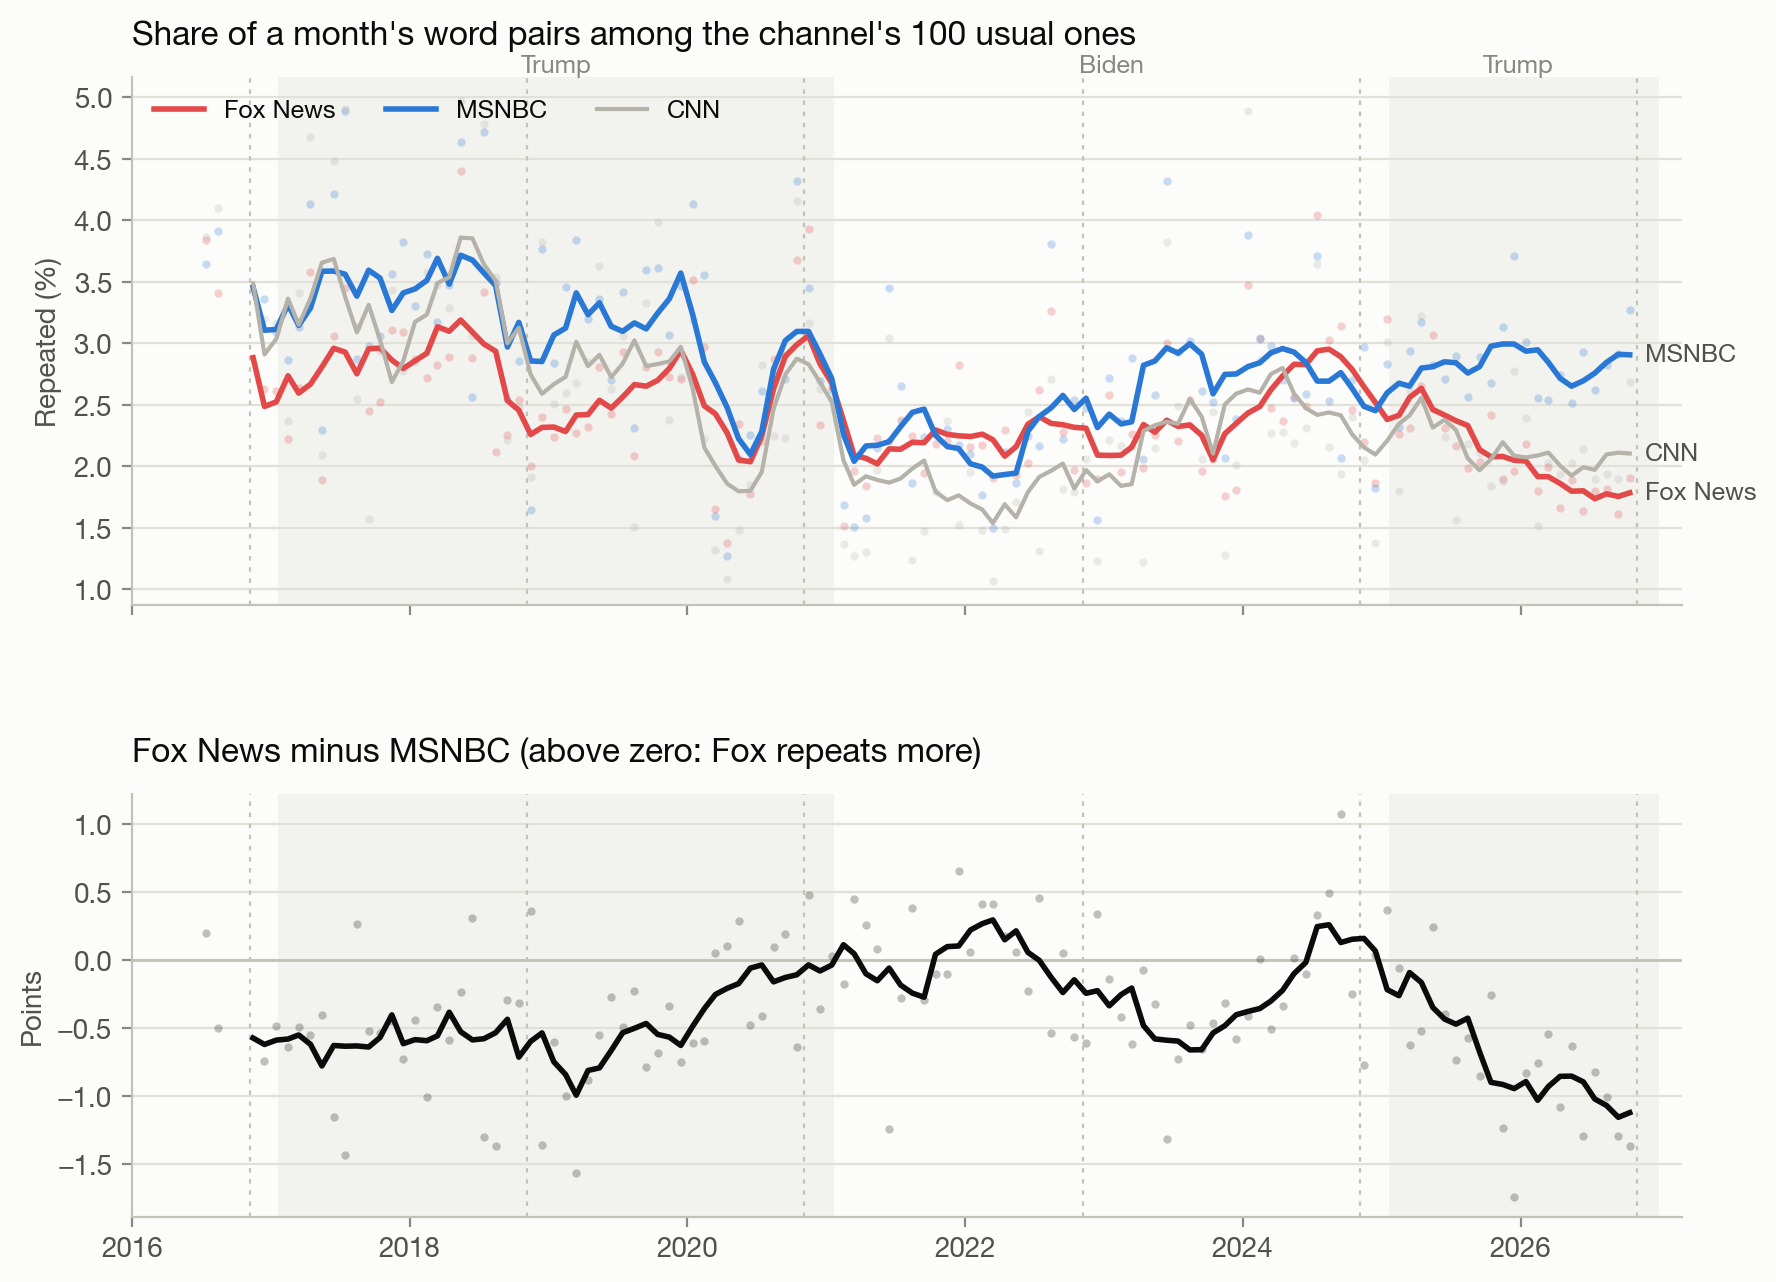 Share of a month's word pairs among the channel's 100 usual ones
Trump
Biden
Trump
Fox News
MSNBC
CNN
Repeated (%)
5.0
4.5
4.0
3.5
3.0
2.5
2.0
1.5
1.0
MSNBC
CNN
Fox News
Fox News minus MSNBC (above zero: Fox repeats more)
Points
1.0
0.5
0.0
−0.5
−1.0
−1.5
2016
2018
2020
2022
2024
2026